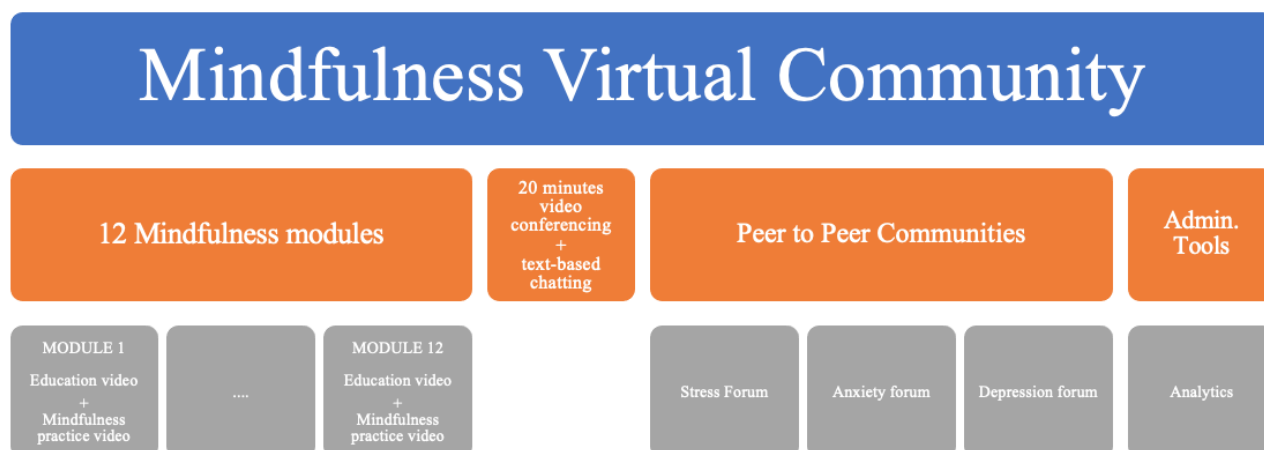 Mindfulness Virtual Community
12 Mindfulness modules
20 minutes
video
conferencing
+
text-based
chatting
Peer to Peer Communities
Admin.
Tools
MODULE 1
Education video
+
Mindfulness
practice video
....
MODULE 12
Education video
+
Mindfulness
practice video
Stress Forum
Anxiety forum
Depression forum
Analytics